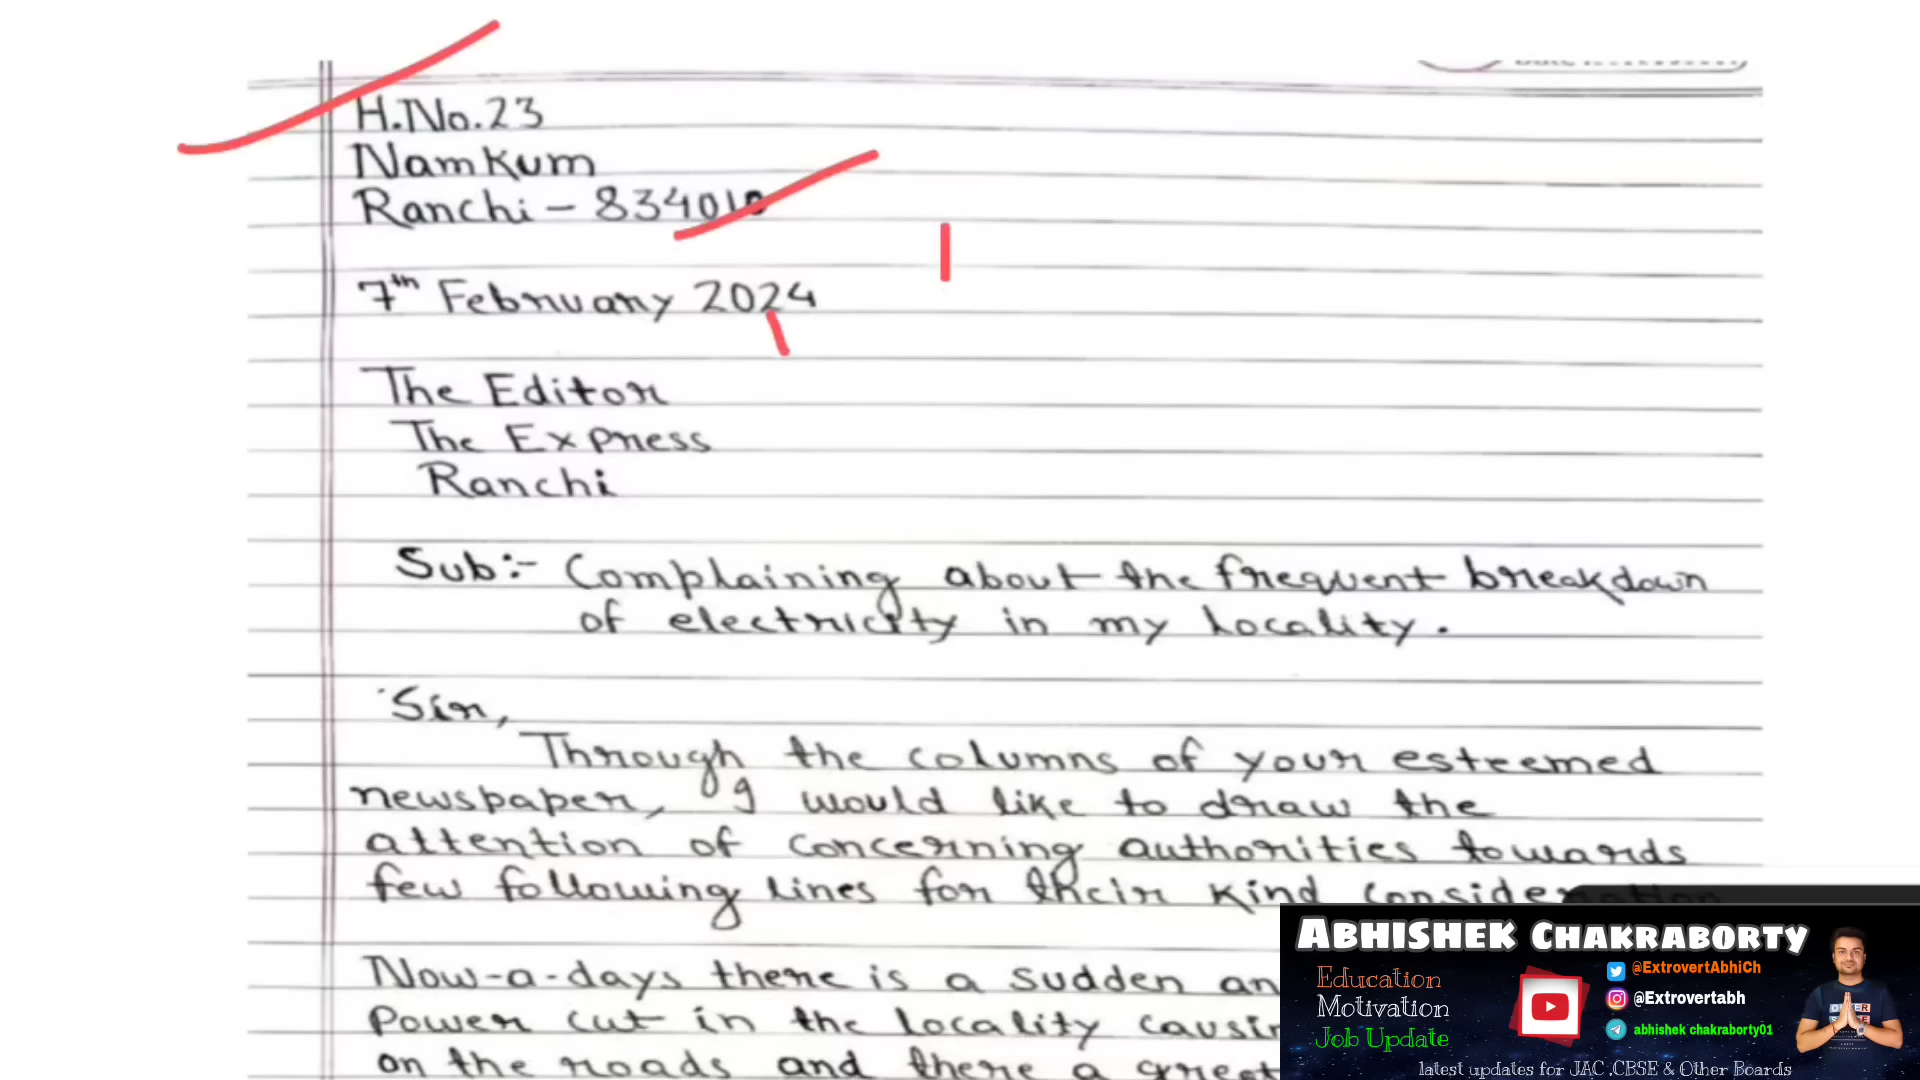 H.No.23
Namkum
Ranchi - 834010
7th February 2024
The Editor
The Express
Ranchi
Sub:- Complaining about the frequent breakdown
of electricity in my locality.
Sir,
Through the columns of your esteemed
newspaper, I would like to draw the
attention of concerning authorities towards
few following lines for their kind consideration
Now-a-days there is a sudden an
Power cut in the locality causin
on the roads and there a great
ABHISHEK CHAKRABORTY
Education
Motivation
Job Update
@ExtrovertAbhiCh
@Extrovertabh
abhishek chakraborty01
latest updates for JAC ,CBSE & Other Boards